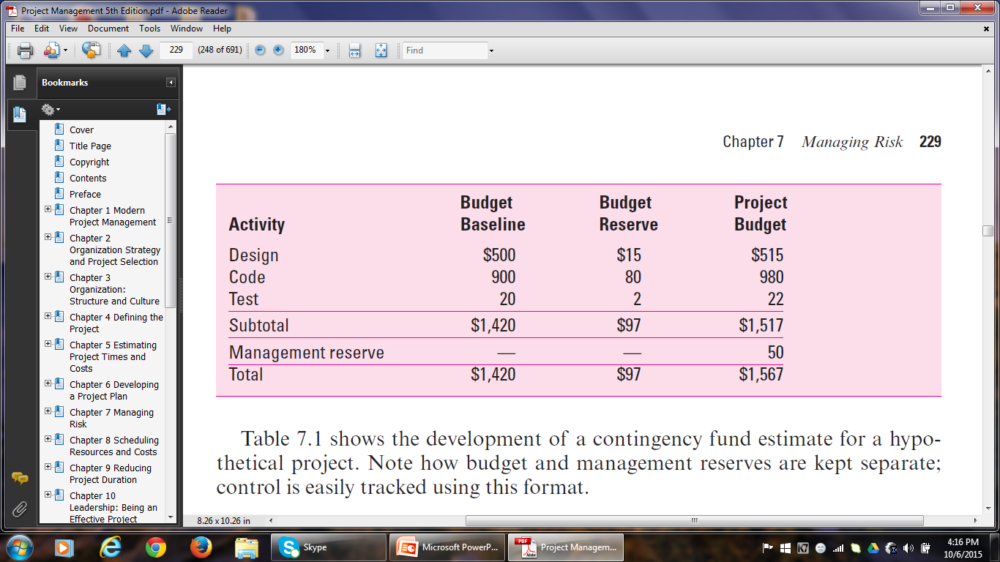 Project Management 5th Edition.pdf - Adobe Reader
File Edit View Document Tools Window Help
229 (248 of 691) 180% Find
Bookmarks
Cover
Title Page
Copyright
Contents
Preface
Chapter 1 Modern
Project Management
Chapter 2
Organization Strategy
and Project Selection
Chapter 3
Organization:
Structure and Culture
Chapter 4 Defining the
Project
Chapter 5 Estimating
Project Times and
Costs
Chapter 6 Developing
a Project Plan
Chapter 7 Managing
Risk
Chapter 8 Scheduling
Resources and Costs
Chapter 9 Reducing
Project Duration
Chapter 10
Leadership: Being an
Effective Project
Chapter 7 Managing Risk 229
Budget Budget Project
Activity Baseline Reserve Budget
Design $500 $15 $515
Code 900 80 980
Test 20 2 22
Subtotal $1,420 $97 $1,517
Management reserve — — 50
Total $1,420 $97 $1,567
Table 7.1 shows the development of a contingency fund estimate for a hypo-
thetical project. Note how budget and management reserves are kept separate;
control is easily tracked using this format.
8.26 x 10.26 in
Skype Microsoft PowerP... PDF Adobe Project Managem...
4:16 PM
10/6/2015